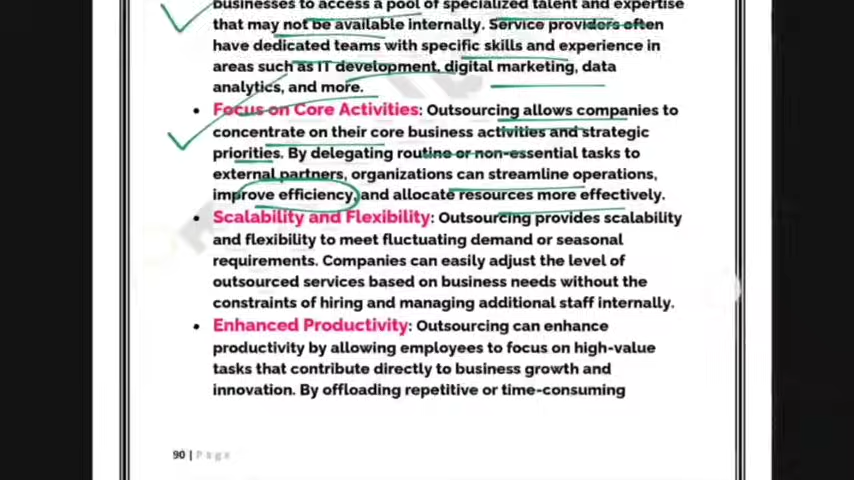 businesses to access a pool of specialized talent and expertise
that may not be available internally. Service providers often
have dedicated teams with specific skills and experience in
areas such as IT development, digital marketing, data
analytics, and more.
• Focus on Core Activities: Outsourcing allows companies to
concentrate on their core business activities and strategic
priorities. By delegating routine or non-essential tasks to
external partners, organizations can streamline operations,
improve efficiency, and allocate resources more effectively.
• Scalability and Flexibility: Outsourcing provides scalability
and flexibility to meet fluctuating demand or seasonal
requirements. Companies can easily adjust the level of
outsourced services based on business needs without the
constraints of hiring and managing additional staff internally.
• Enhanced Productivity: Outsourcing can enhance
productivity by allowing employees to focus on high-value
tasks that contribute directly to business growth and
innovation. By offloading repetitive or time-consuming
90 | Page